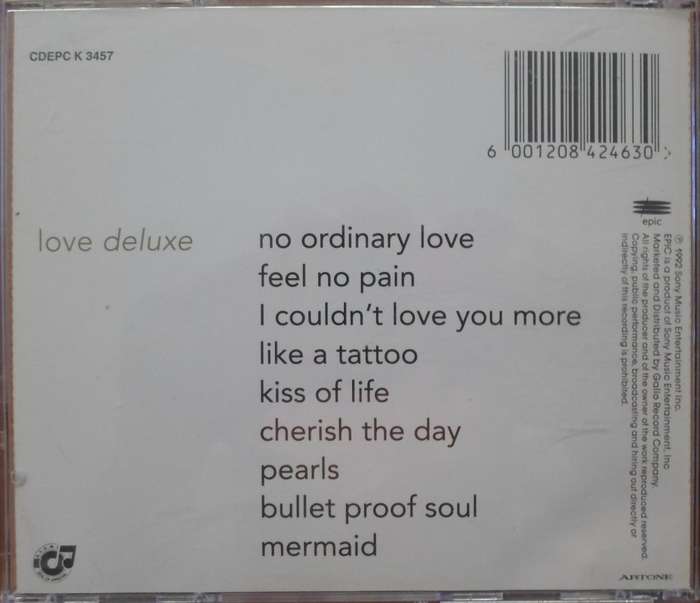 CDEPC K 3457
6 001208 424630 >
epic
love deluxe
no ordinary love
feel no pain
I couldn't love you more
like a tattoo
kiss of life
cherish the day
pearls
bullet proof soul
mermaid
℗ 1992 Sony Music Entertainment Inc.
EPIC is a product of Sony Music Entertainment, Inc
Marketed and Distributed by Gallo Record Company.
All rights of the producer and of the owner of the work reproduced reserved.
Copying, public performance, broadcasting and hiring out directly or
indirectly of this recording is prohibited.
ARTONE